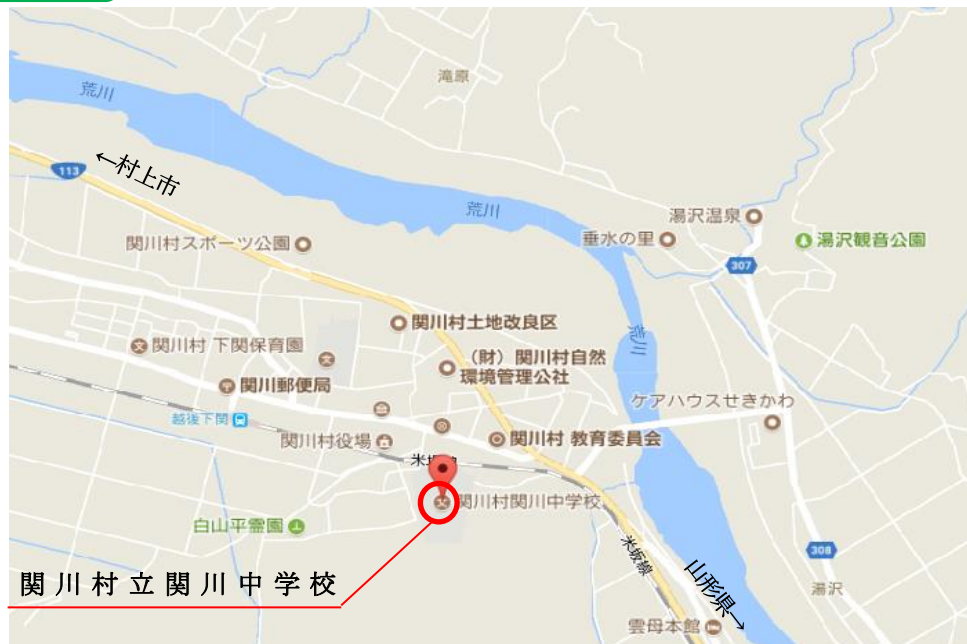 滝原
荒川
113
←村上市
荒川
湯沢温泉
垂水の里
湯沢観音公園
関川村スポーツ公園
307
関川村土地改良区
荒川
関川村 下関保育園
（財）関川村自然
環境管理公社
関川郵便局
ケアハウスせきかわ
越後下関
関川村役場
関川村 教育委員会
米坂
関川村関川中学校
白山平霊園
米坂線
308
関川村立関川中学校
山形県→
湯沢
雲母本館